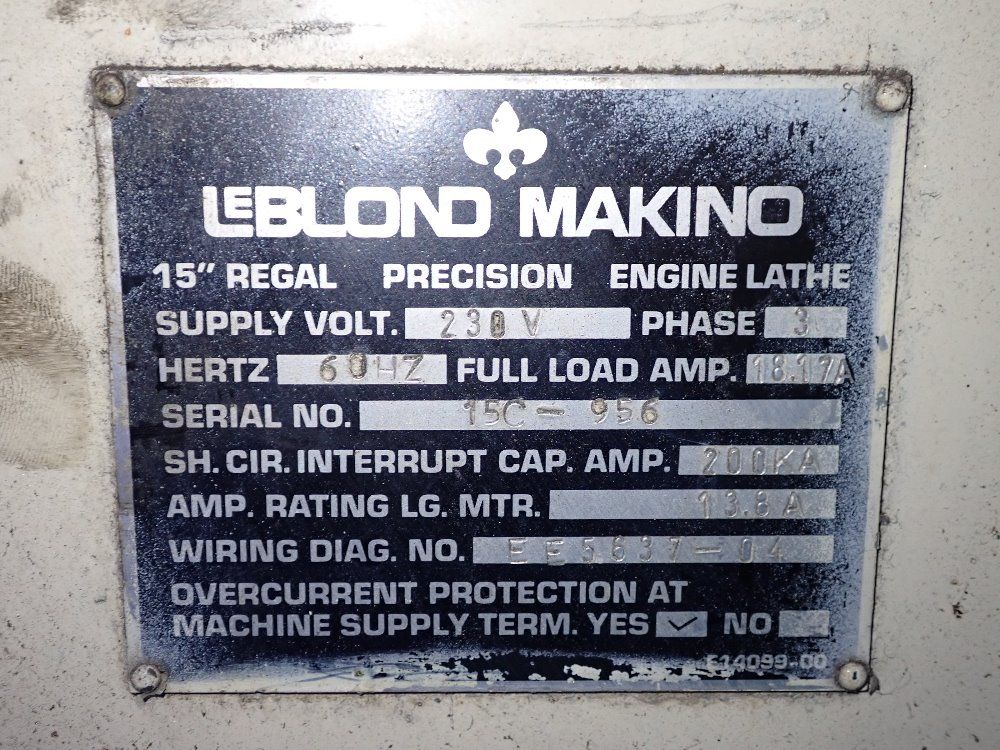 LEBLOND MAKINO
15" REGAL PRECISION ENGINE LATHE
SUPPLY VOLT. 230 V PHASE 3
HERTZ 60HZ FULL LOAD AMP. 18.17A
SERIAL NO. 15C - 956
SH. CIR. INTERRUPT CAP. AMP. 200KA
AMP. RATING LG. MTR. 13.8 A
WIRING DIAG. NO. EE5637-04
OVERCURRENT PROTECTION AT
MACHINE SUPPLY TERM. YES ✓ NO
E14099-00